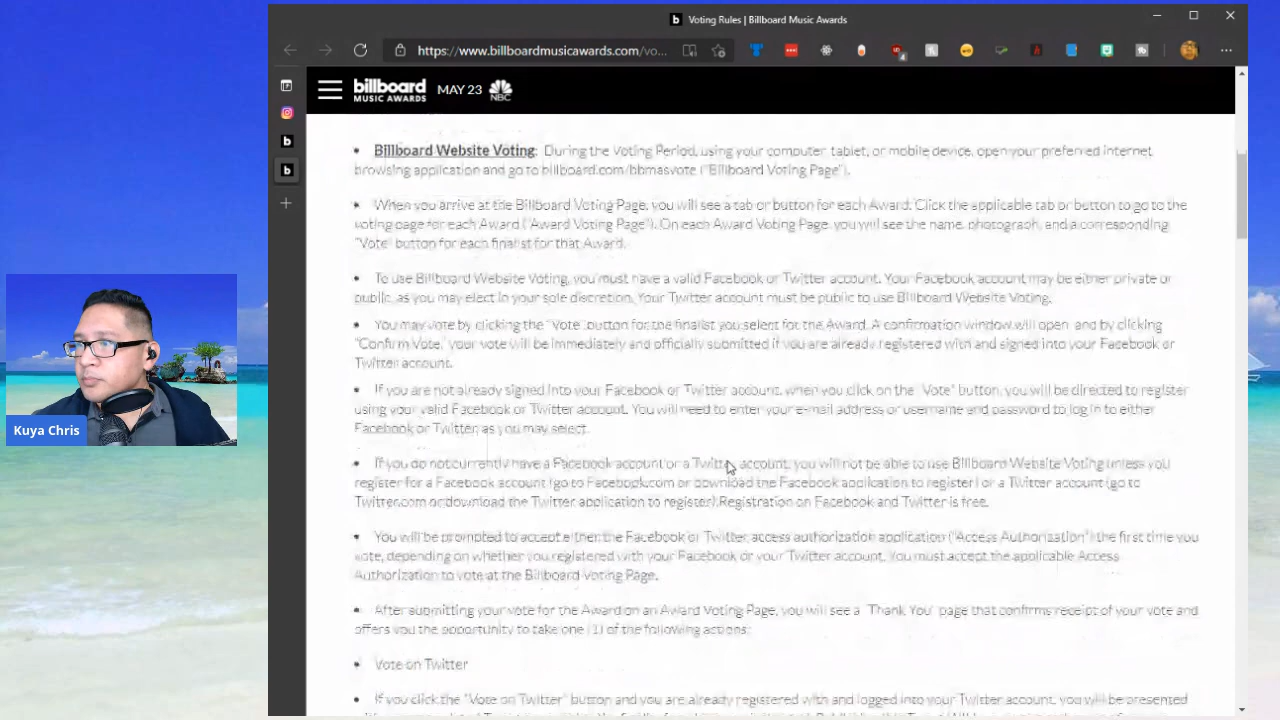 Voting Rules | Billboard Music Awards
https://www.billboardmusicawards.com/vo...
billboard
MUSIC AWARDS
MAY 23
NBC
• Billboard Website Voting: During the Voting Period, using your computer tablet, or mobile device, open your preferred internet
browsing application and go to billboard.com/bbmasvote ("Billboard Voting Page").
• When you arrive at the Billboard Voting Page, you will see a tab or button for each Award. Click the applicable tab or button to go to the
voting page for each Award ("Award Voting Page"). On each Award Voting Page, you will see the name, photograph, and a corresponding
"Vote" button for each finalist for that Award.
• To use Billboard Website Voting, you must have a valid Facebook or Twitter account. Your Facebook account may be either private or
public, as you may elect in your sole discretion. Your Twitter account must be public to use Billboard Website Voting.
• You may vote by clicking the "Vote" button for the finalist you select for the Award. A confirmation window will open and by clicking
"Confirm Vote," your vote will be immediately and officially submitted if you are already registered with and signed into your Facebook or
Twitter account.
• If you are not already signed into your Facebook or Twitter account, when you click on the "Vote" button, you will be directed to register
using your valid Facebook or Twitter account. You will need to enter your e-mail address or username and password to log in to either
Facebook or Twitter, as you may select.
• If you do not currently have a Facebook account or a Twitter account, you will not be able to use Billboard Website Voting unless you
register for a Facebook account (go to Facebook.com or download the Facebook application to register) or a Twitter account (go to
Twitter.com or download the Twitter application to register).Registration on Facebook and Twitter is free.
• You will be prompted to accept either the Facebook or Twitter access authorization application ("Access Authorization") the first time you
vote, depending on whether you registered with your Facebook or your Twitter account. You must accept the applicable Access
Authorization to vote at the Billboard Voting Page.
• After submitting your vote for the Award on an Award Voting Page, you will see a "Thank You" page that confirms receipt of your vote and
offers you the opportunity to take one (1) of the following actions:
• Vote on Twitter
• If you click the "Vote on Twitter" button and you are already registered with and logged into your Twitter account, you will be presented
Kuya Chris